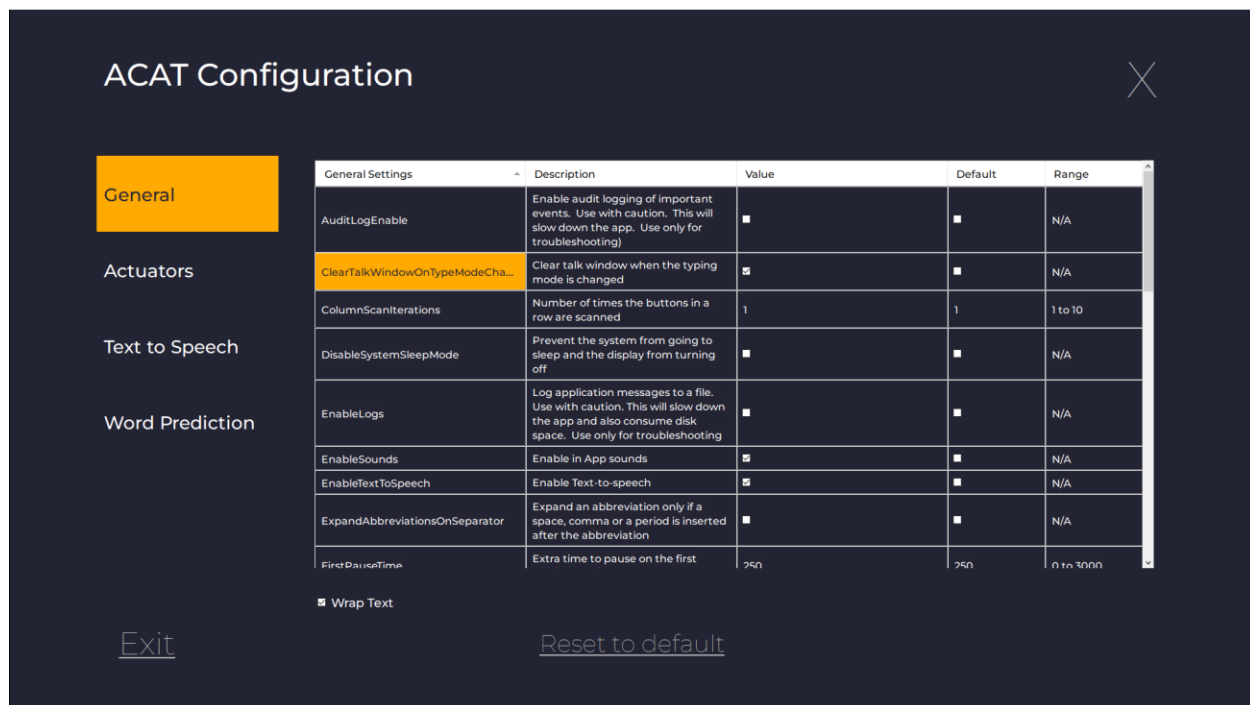 ACAT Configuration
X
General
Actuators
Text to Speech
Word Prediction
General Settings Description Value Default Range
AuditLogEnable
Enable audit logging of important
events. Use with caution. This will
slow down the app. Use only for
troubleshooting)
N/A
ClearTalkWindowOnTypeModeCha...
Clear talk window when the typing
mode is changed
N/A
ColumnScanIterations
Number of times the buttons in a
row are scanned
1 1 1 to 10
DisableSystemSleepMode
Prevent the system from going to
sleep and the display from turning
off
N/A
EnableLogs
Log application messages to a file.
Use with caution. This will slow down
the app and also consume disk
space. Use only for troubleshooting
N/A
EnableSounds Enable in App sounds N/A
EnableTextToSpeech Enable Text-to-speech N/A
ExpandAbbreviationsOnSeparator
Expand an abbreviation only if a
space, comma or a period is inserted
after the abbreviation
N/A
FirstPauseTime
Extra time to pause on the first
250 250 0 to 3000
Wrap Text
Exit
Reset to default